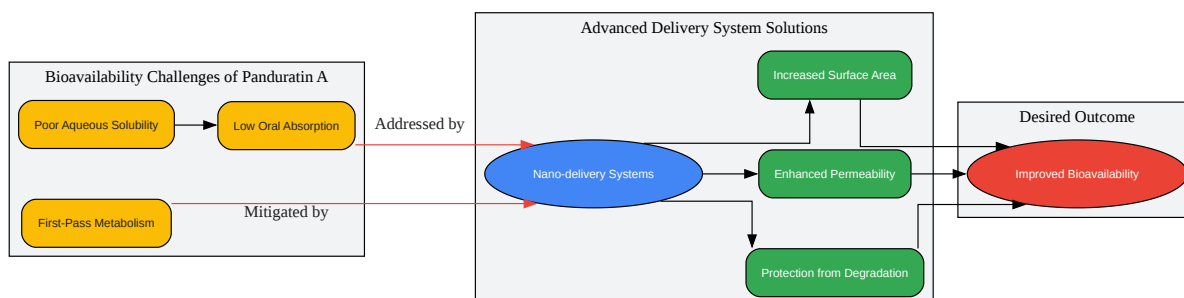 Bioavailability Challenges of Panduratin A
Poor Aqueous Solubility
Low Oral Absorption
First-Pass Metabolism
Addressed by
Mitigated by
Advanced Delivery System Solutions
Nano-delivery Systems
Increased Surface Area
Enhanced Permeability
Protection from Degradation
Desired Outcome
Improved Bioavailability